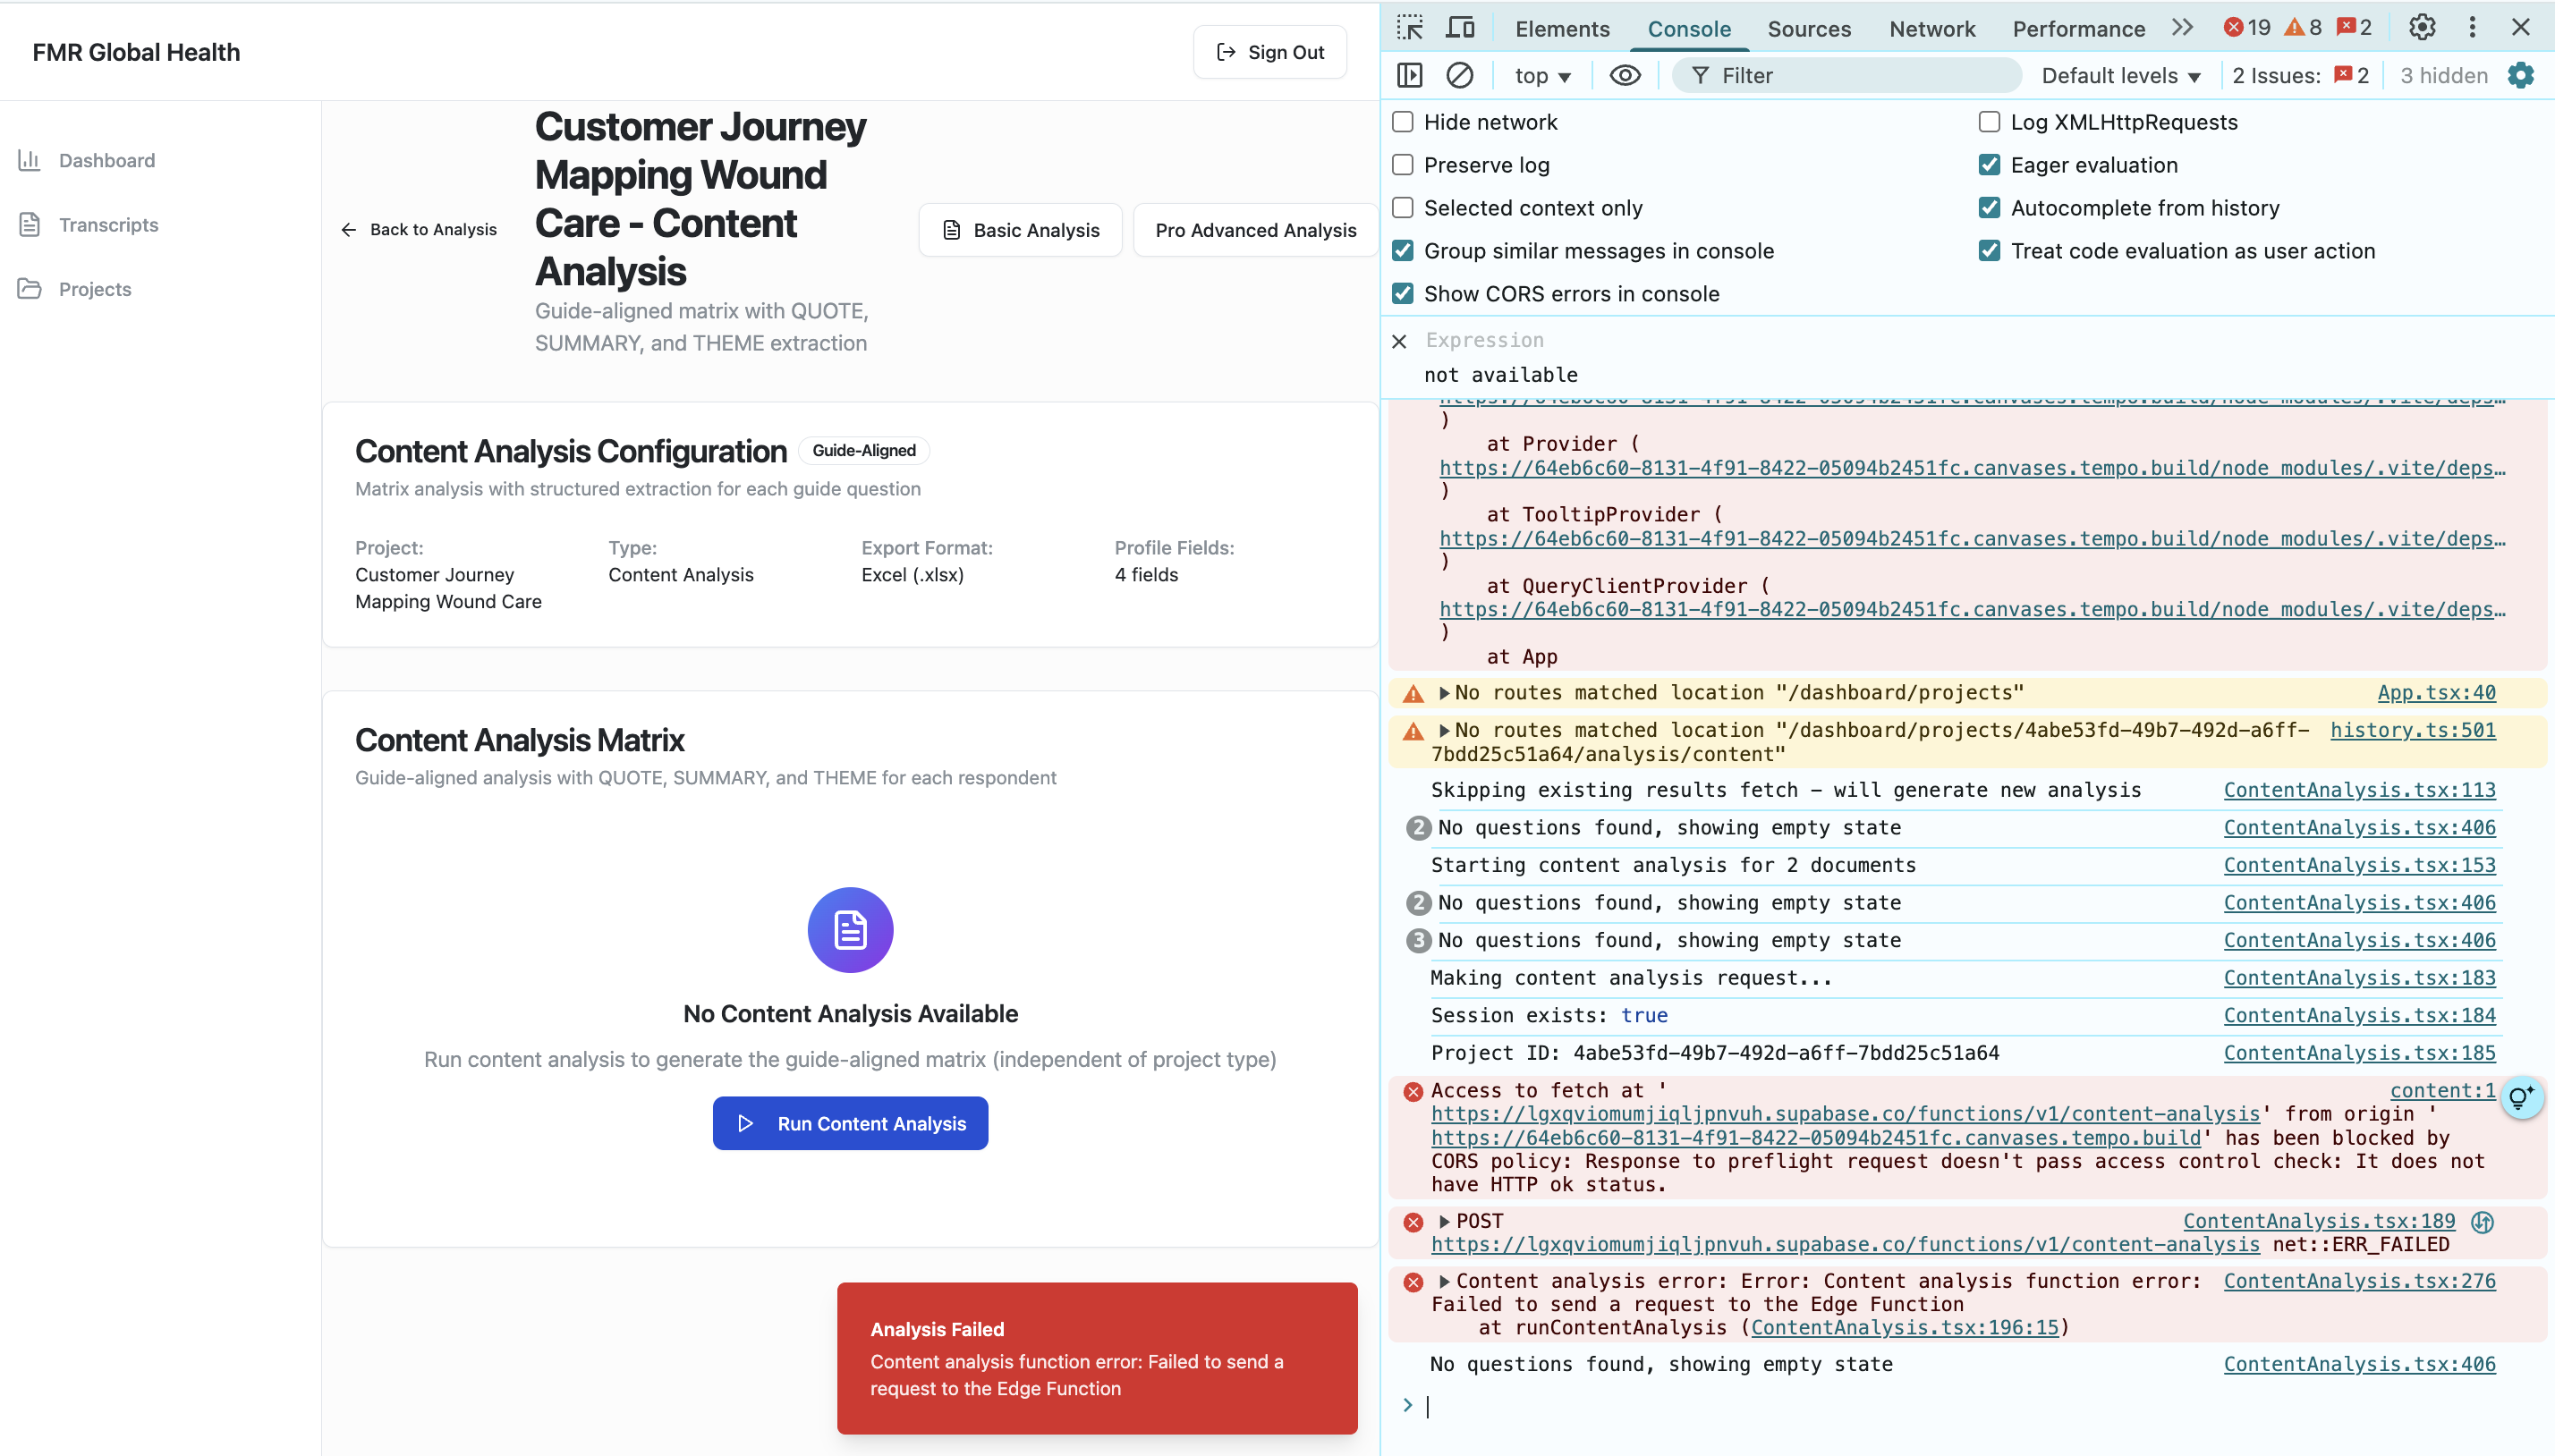 FMR Global Health
Sign Out
Dashboard
Transcripts
Projects
Back to Analysis
Customer Journey
Mapping Wound
Care - Content
Analysis
Guide-aligned matrix with QUOTE,
SUMMARY, and THEME extraction
Basic Analysis
Pro Advanced Analysis
Content Analysis Configuration Guide-Aligned
Matrix analysis with structured extraction for each guide question
Project:
Customer Journey
Mapping Wound Care
Type:
Content Analysis
Export Format:
Excel (.xlsx)
Profile Fields:
4 fields
Content Analysis Matrix
Guide-aligned analysis with QUOTE, SUMMARY, and THEME for each respondent
No Content Analysis Available
Run content analysis to generate the guide-aligned matrix (independent of project type)
Run Content Analysis
Analysis Failed
Content analysis function error: Failed to send a
request to the Edge Function
Elements Console Sources Network Performance 19 8 2
top Filter Default levels 2 Issues: 2 3 hidden
Hide network
Log XMLHttpRequests
Preserve log
Eager evaluation
Selected context only
Autocomplete from history
Group similar messages in console
Treat code evaluation as user action
Show CORS errors in console
Expression
not available
https://64eb6c60-8131-4f91-8422-05094b2451fc.canvases.tempo.build/node_modules/.vite/deps…
)
at Provider (
https://64eb6c60-8131-4f91-8422-05094b2451fc.canvases.tempo.build/node_modules/.vite/deps…
)
at TooltipProvider (
https://64eb6c60-8131-4f91-8422-05094b2451fc.canvases.tempo.build/node_modules/.vite/deps…
)
at QueryClientProvider (
https://64eb6c60-8131-4f91-8422-05094b2451fc.canvases.tempo.build/node_modules/.vite/deps…
)
at App
No routes matched location "/dashboard/projects" App.tsx:40
No routes matched location "/dashboard/projects/4abe53fd-49b7-492d-a6ff- history.ts:501
7bdd25c51a64/analysis/content"
Skipping existing results fetch - will generate new analysis ContentAnalysis.tsx:113
2 No questions found, showing empty state ContentAnalysis.tsx:406
Starting content analysis for 2 documents ContentAnalysis.tsx:153
2 No questions found, showing empty state ContentAnalysis.tsx:406
3 No questions found, showing empty state ContentAnalysis.tsx:406
Making content analysis request... ContentAnalysis.tsx:183
Session exists: true ContentAnalysis.tsx:184
Project ID: 4abe53fd-49b7-492d-a6ff-7bdd25c51a64 ContentAnalysis.tsx:185
Access to fetch at ' content:1
https://lgxqviomumjiqljpnvuh.supabase.co/functions/v1/content-analysis' from origin '
https://64eb6c60-8131-4f91-8422-05094b2451fc.canvases.tempo.build' has been blocked by
CORS policy: Response to preflight request doesn't pass access control check: It does not
have HTTP ok status.
POST ContentAnalysis.tsx:189
https://lgxqviomumjiqljpnvuh.supabase.co/functions/v1/content-analysis net::ERR_FAILED
Content analysis error: Error: Content analysis function error: ContentAnalysis.tsx:276
Failed to send a request to the Edge Function
at runContentAnalysis (ContentAnalysis.tsx:196:15)
No questions found, showing empty state ContentAnalysis.tsx:406